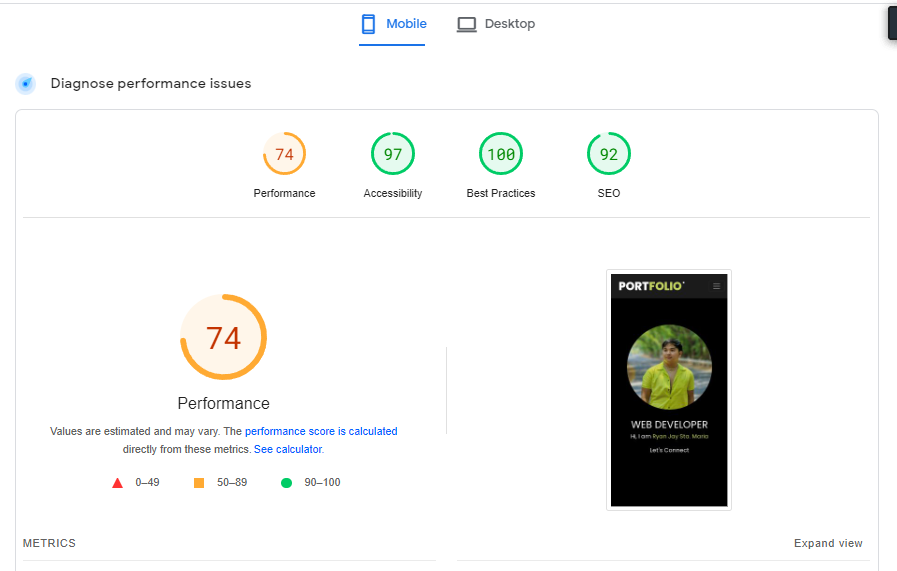 Mobile
Desktop
Diagnose performance issues
74
97
100
92
Performance
Accessibility
Best Practices
SEO
74
Performance
Values are estimated and may vary. The performance score is calculated
directly from these metrics. See calculator.
0–49
50–89
90–100
PORTFOLIO
WEB DEVELOPER
Hi, I am Ryan Jay Sta. Maria
Let's Connect
METRICS
Expand view